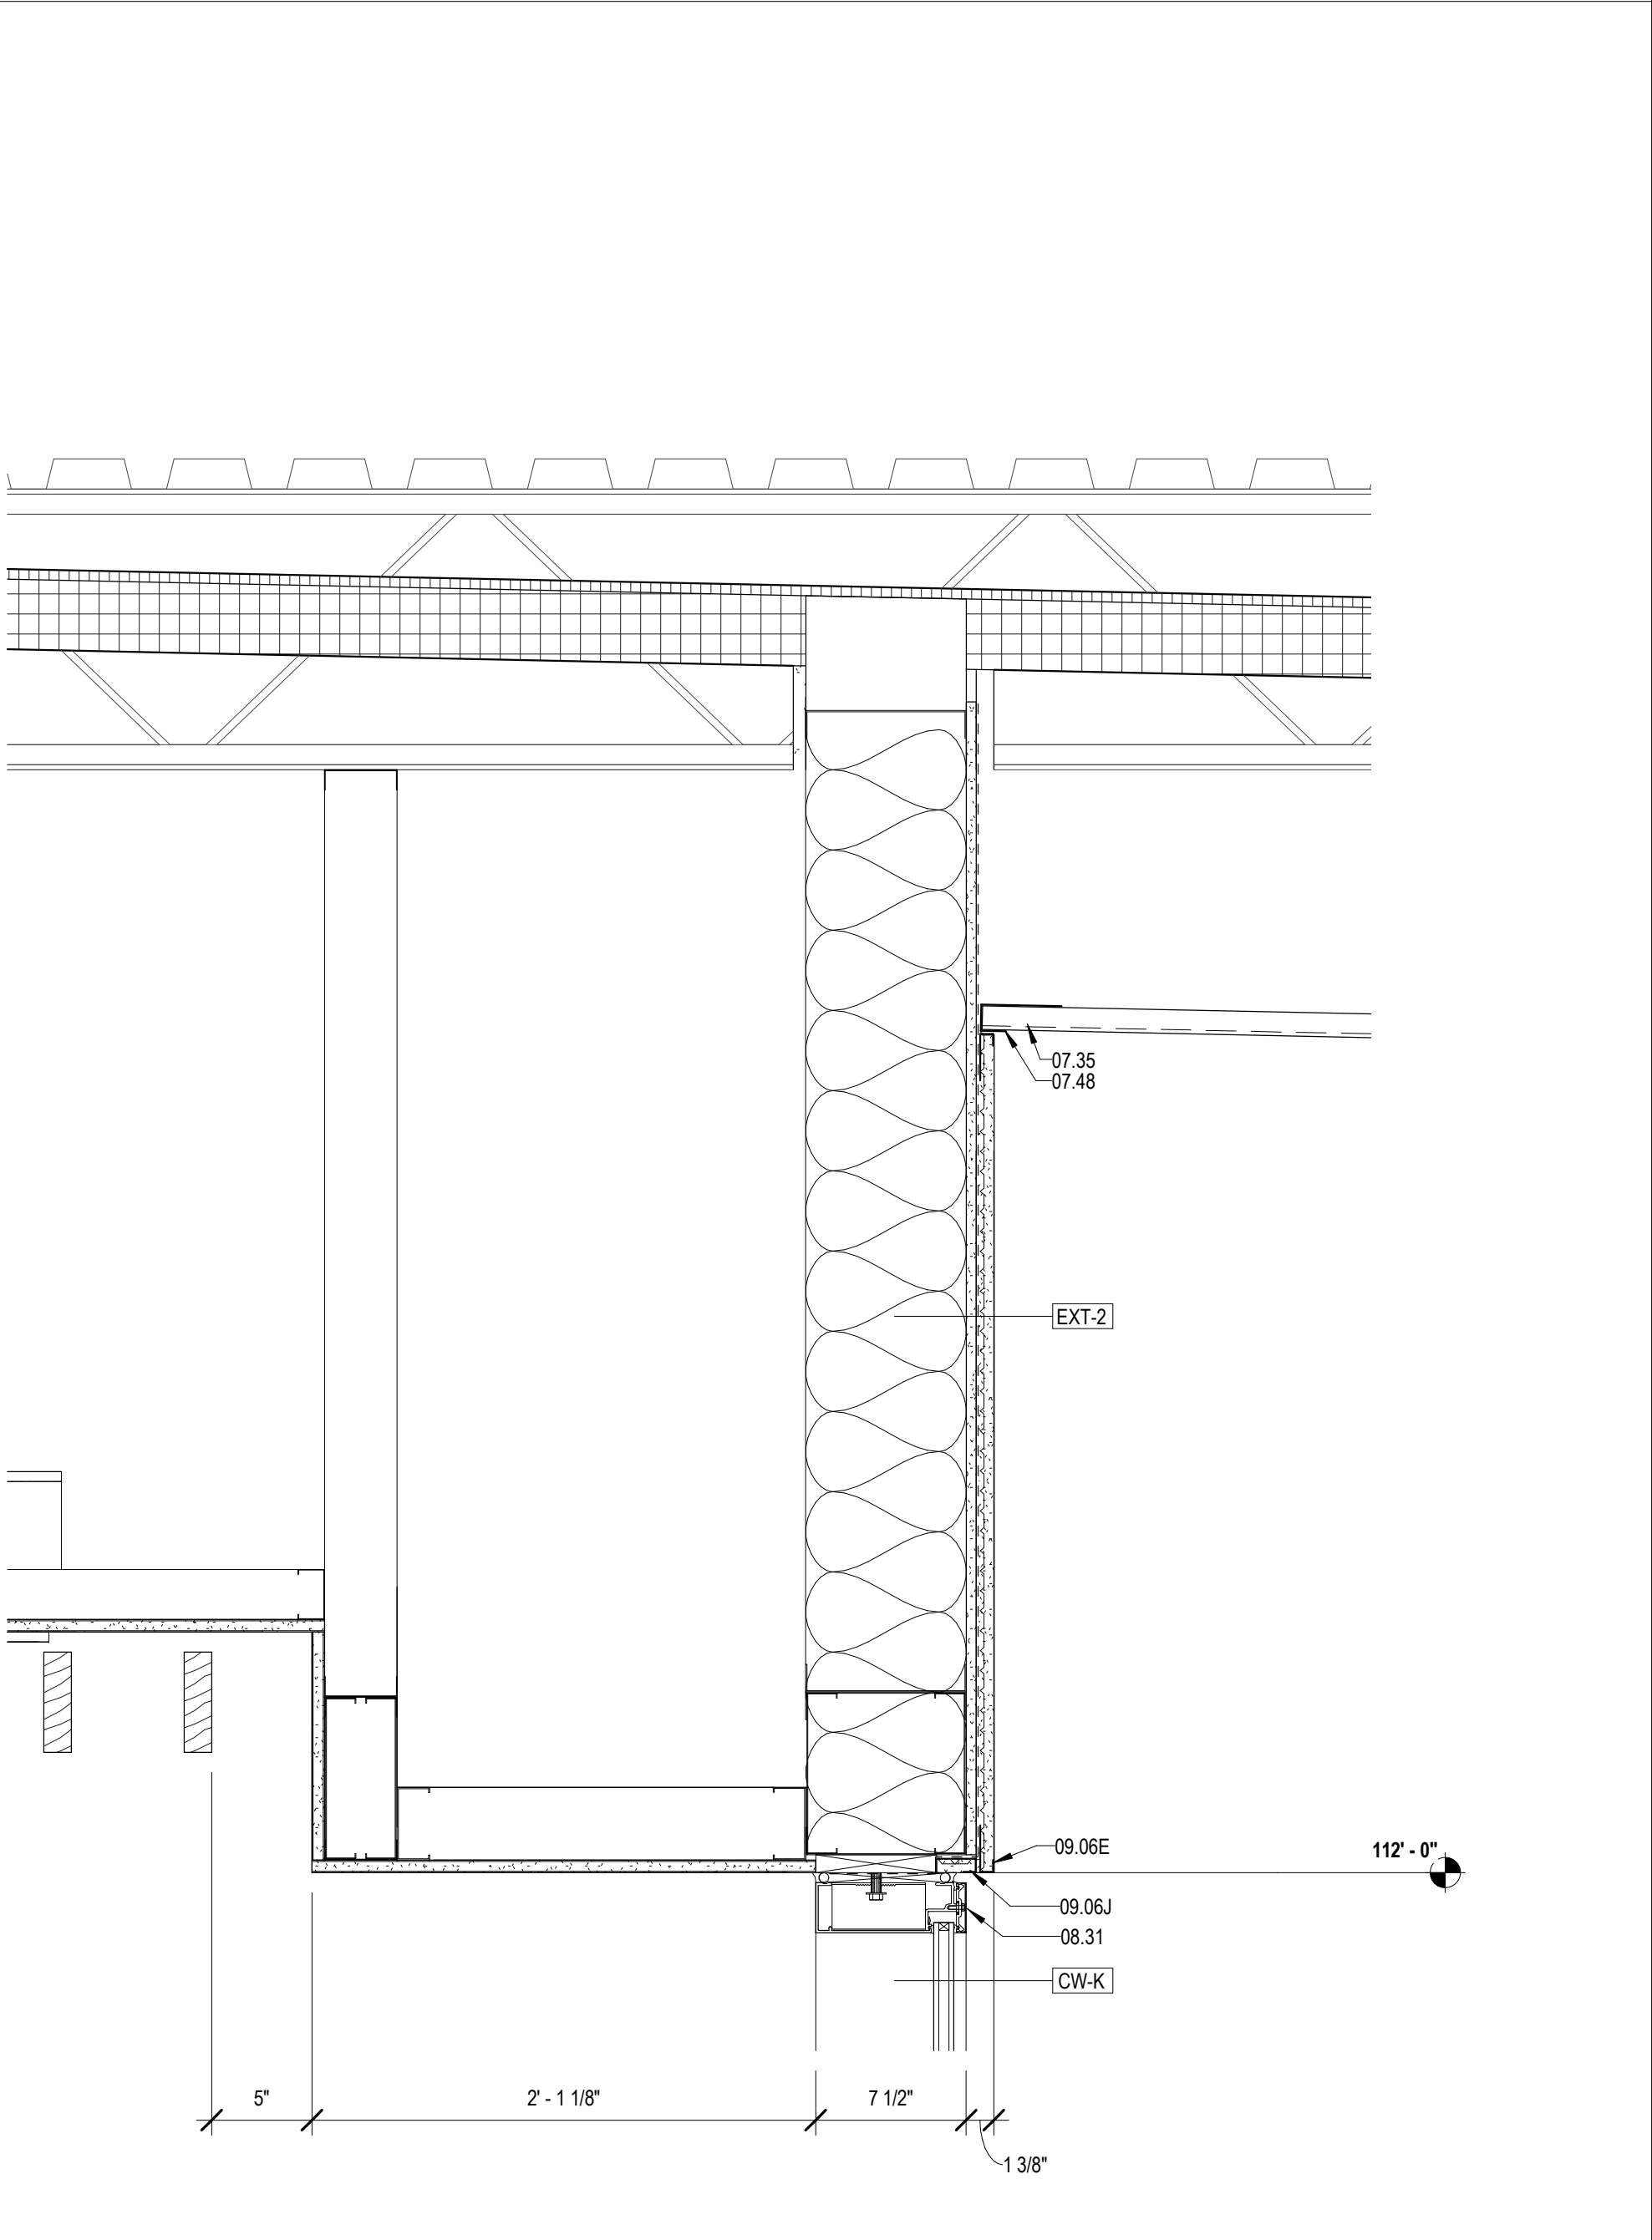 07.35
07.48
EXT-2
09.06E
112' - 0"
09.06J
08.31
CW-K
5"
2' - 1 1/8"
7 1/2"
1 3/8"